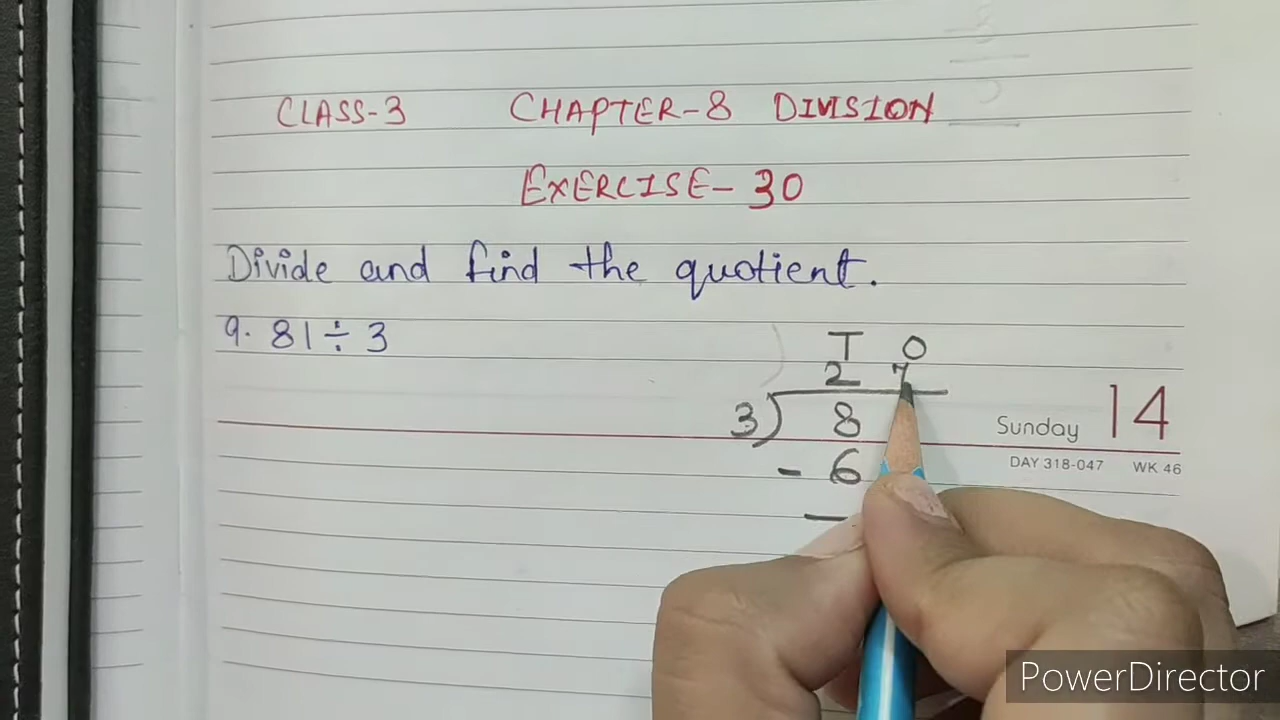 CLASS-3 CHAPTER-8 DIVISION
EXERCISE-30
Divide and find the quotient.
9. 81÷3
T O
2 7
3) 8
- 6
Sunday 14
DAY 318-047 WK 46
PowerDirector